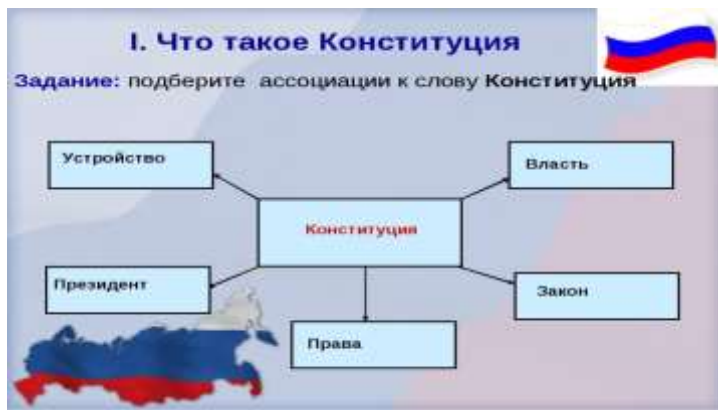 I. Что такое Конституция
Задание: подберите ассоциации к слову Конституция
Устройство
Власть
Конституция
Президент
Закон
Права